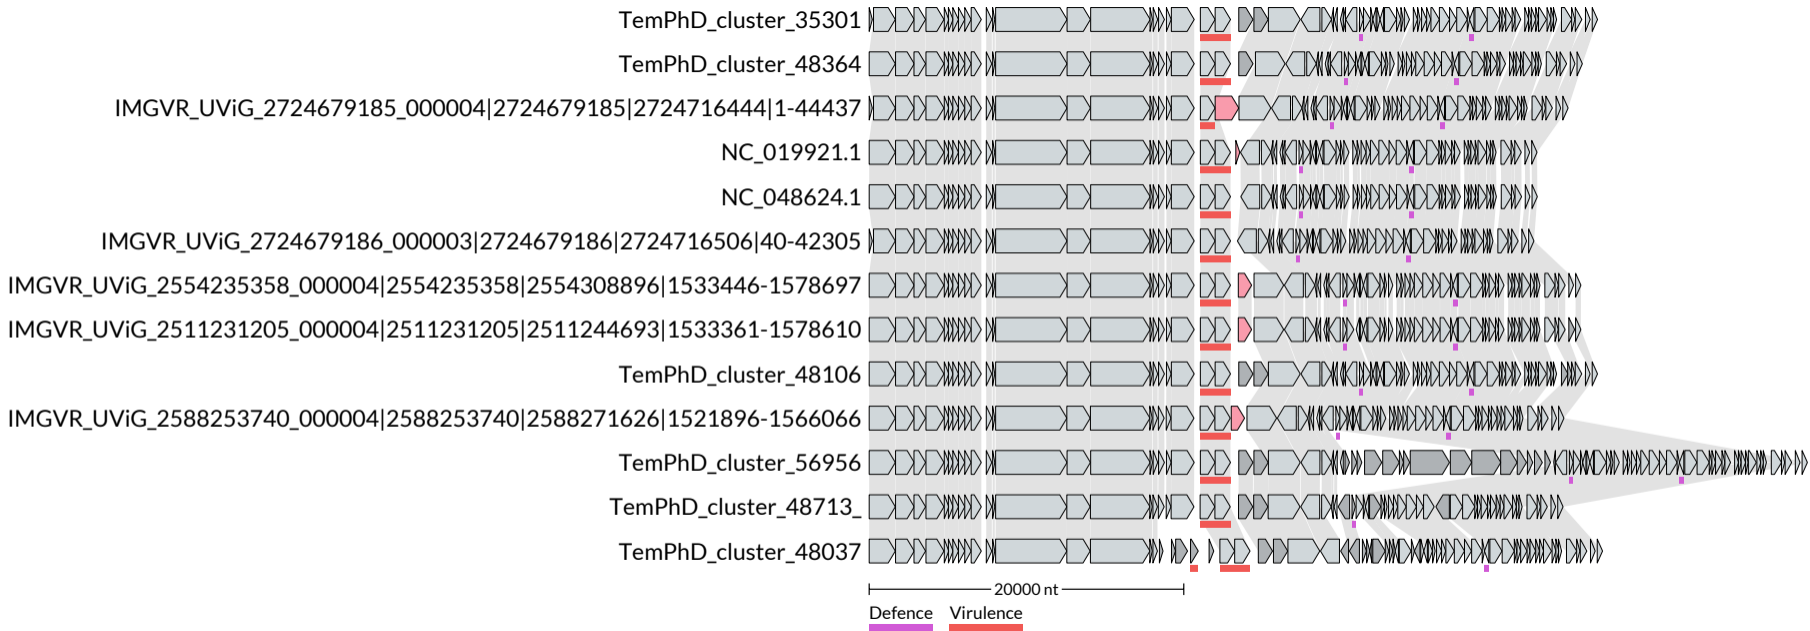 TemPhD_cluster_35301
TemPhD_cluster_48364
IMGVR_UViG_2724679185_000004|2724679185|2724716444|1-44437
NC_019921.1
NC_048624.1
IMGVR_UViG_2724679186_000003|2724679186|2724716506|40-42305
IMGVR_UViG_2554235358_000004|2554235358|2554308896|1533446-1578697
IMGVR_UViG_2511231205_000004|2511231205|2511244693|1533361-1578610
TemPhD_cluster_48106
IMGVR_UViG_2588253740_000004|2588253740|2588271626|1521896-1566066
TemPhD_cluster_56956
TemPhD_cluster_48713_
TemPhD_cluster_48037
20000 nt
Defence Virulence